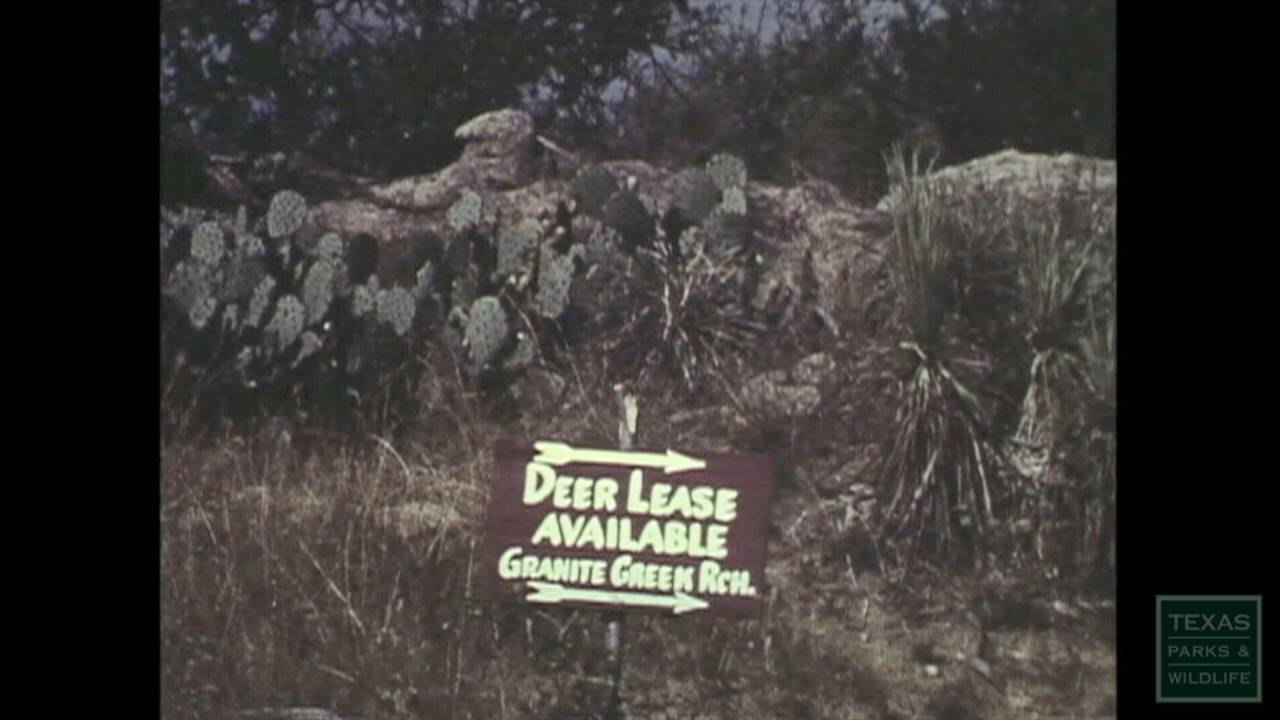 DEER LEASE
AVAILABLE
GRANITE CREEK RCH.
TEXAS
PARKS &
WILDLIFE